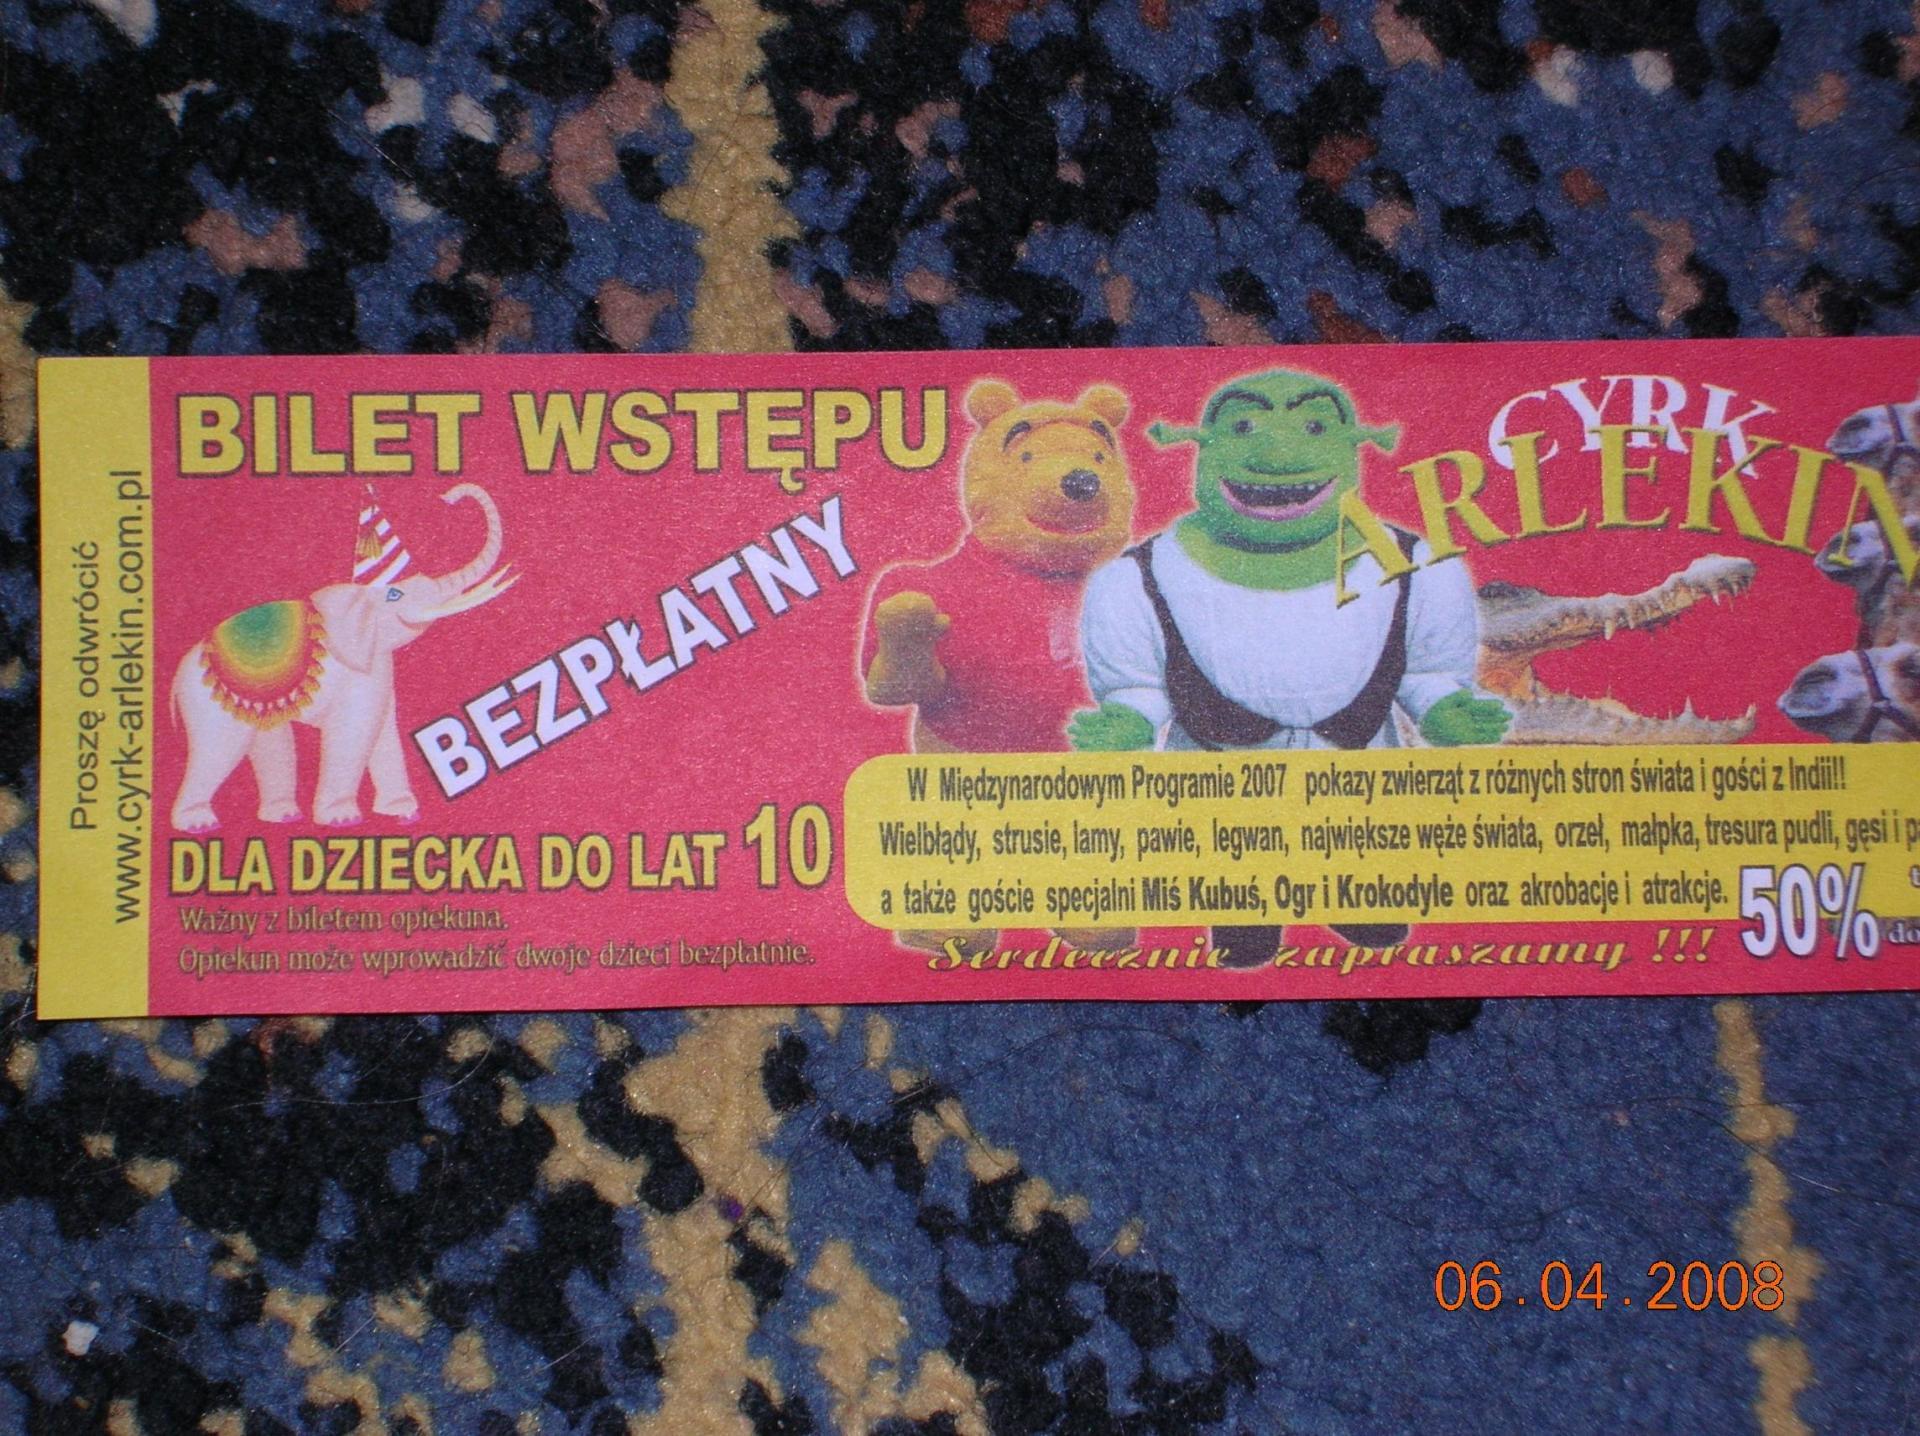 Proszę odwrócić
www.cyrk-arlekin.com.pl
BILET WSTĘPU
BEZPŁATNY
DLA DZIECKA DO LAT 10
Ważny z biletem opiekuna.
Opiekun może wprowadzić dwoje dzieci bezpłatnie.
CYRK
ARLEKIN
W Międzynarodowym Programie 2007 pokazy zwierząt z różnych stron świata i gości z Indii!!
Wielbłądy, strusie, lamy, pawie, legwan, największe węże świata, orzeł, małpka, tresura pudli, gęsi i
a także goście specjalni Miś Kubuś, Ogr i Krokodyle oraz akrobacje i atrakcje.
50%
Serdecznie zapraszamy !!!
06.04.2008